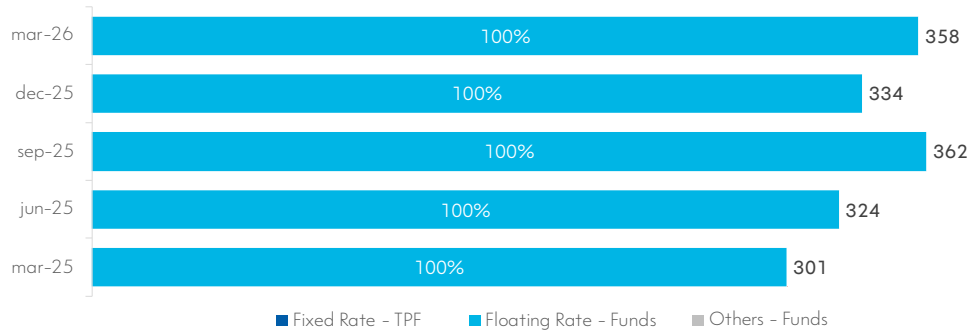 mar-26 100% 358
dec-25 100% 334
sep-25 100% 362
jun-25 100% 324
mar-25 100% 301
Fixed Rate - TPF Floating Rate - Funds Others - Funds